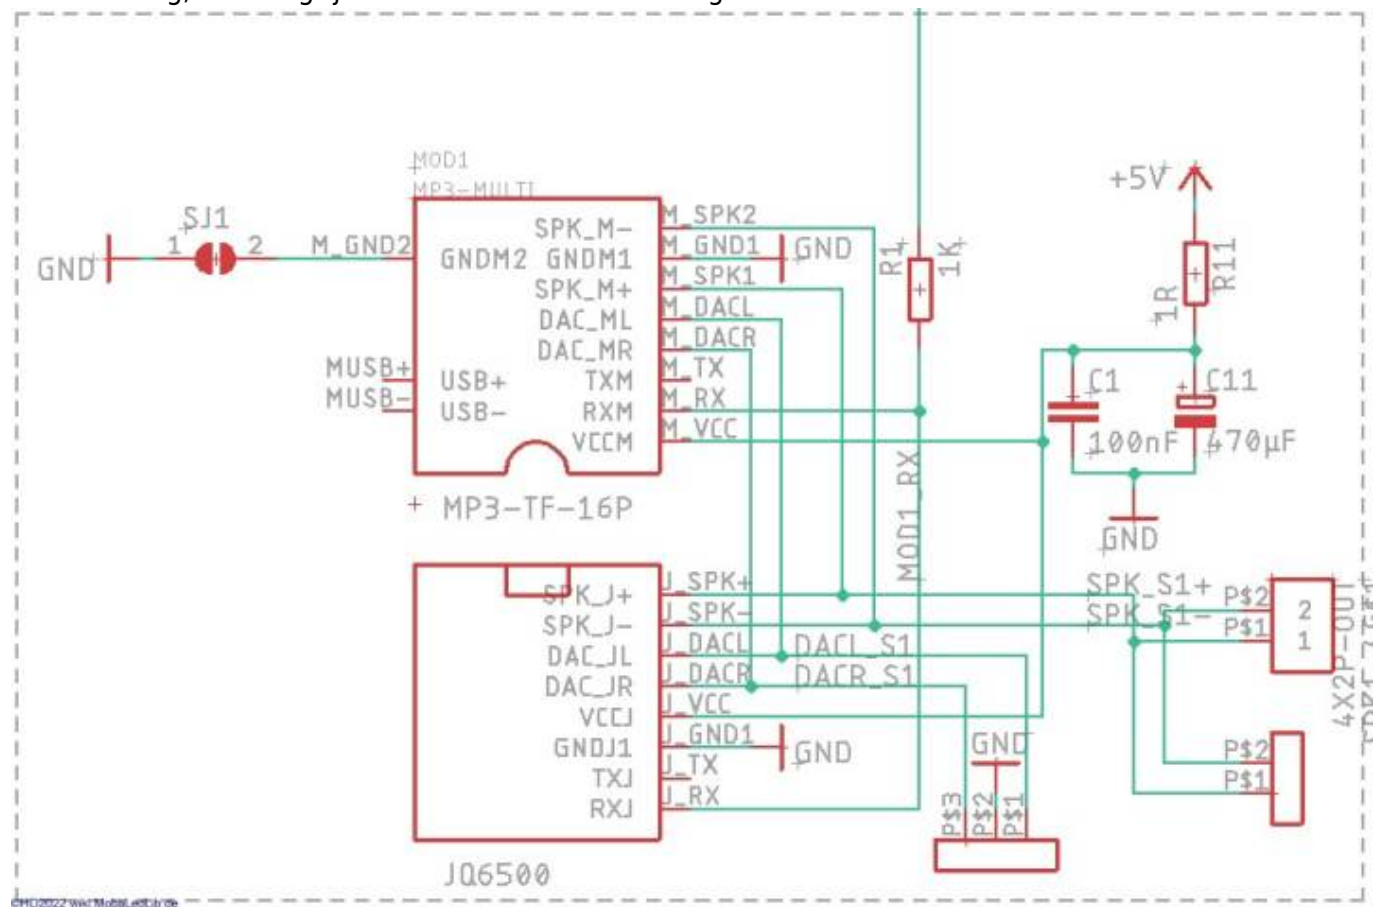 MOD1
MP3-MULTI
SJ1
1
2
GND
M_GND2
GNDM2
MUSB+
MUSB-
USB+
USB-
SPK_M-
GNDM1
SPK_M+
DAC_ML
DAC_MR
TXM
RXM
VCCM
M_SPK2
M_GND1
M_SPK1
M_DACL
M_DACR
M_TX
M_RX
M_VCC
GND
R1
1K
MOD1_RX
+5V
1R
R11
C1
100nF
C11
470µF
GND
MP3-TF-16P
SPK_J+
SPK_J-
DAC_JL
DAC_JR
VCCJ
GNDJ1
TXJ
RXJ
J_SPK+
J_SPK-
J_DACL
J_DACR
J_VCC
J_GND1
J_TX
J_RX
DACL_S1
DACR_S1
GND
JQ6500
SPK_S1+
SPK_S1-
P$2
P$1
2
1
4X2P-OUT
GND
P$3
P$2
P$1
P$2
P$1